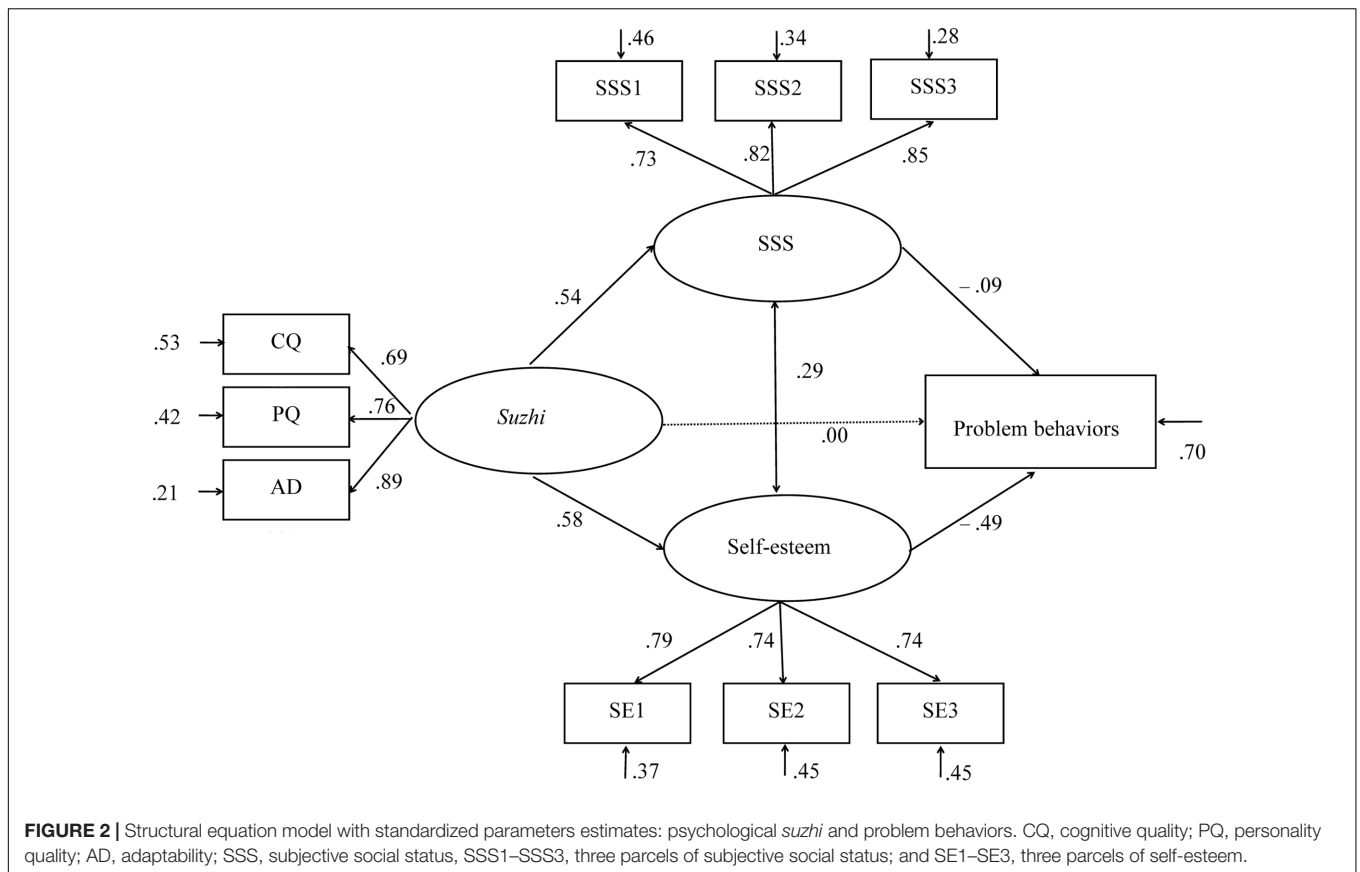 .46
.34
.28
SSS1
SSS2
SSS3
.73
.82
.85
SSS
.54
– .09
.53
CQ
.69
.29
.42
PQ
.76
Suzhi
.00
Problem behaviors
.70
.21
AD
.89
.58
Self-esteem
– .49
.79
.74
.74
SE1
SE2
SE3
.37
.45
.45
FIGURE 2 | Structural equation model with standardized parameters estimates: psychological suzhi and problem behaviors. CQ, cognitive quality; PQ, personality
quality; AD, adaptability; SSS, subjective social status, SSS1–SSS3, three parcels of subjective social status; and SE1–SE3, three parcels of self-esteem.